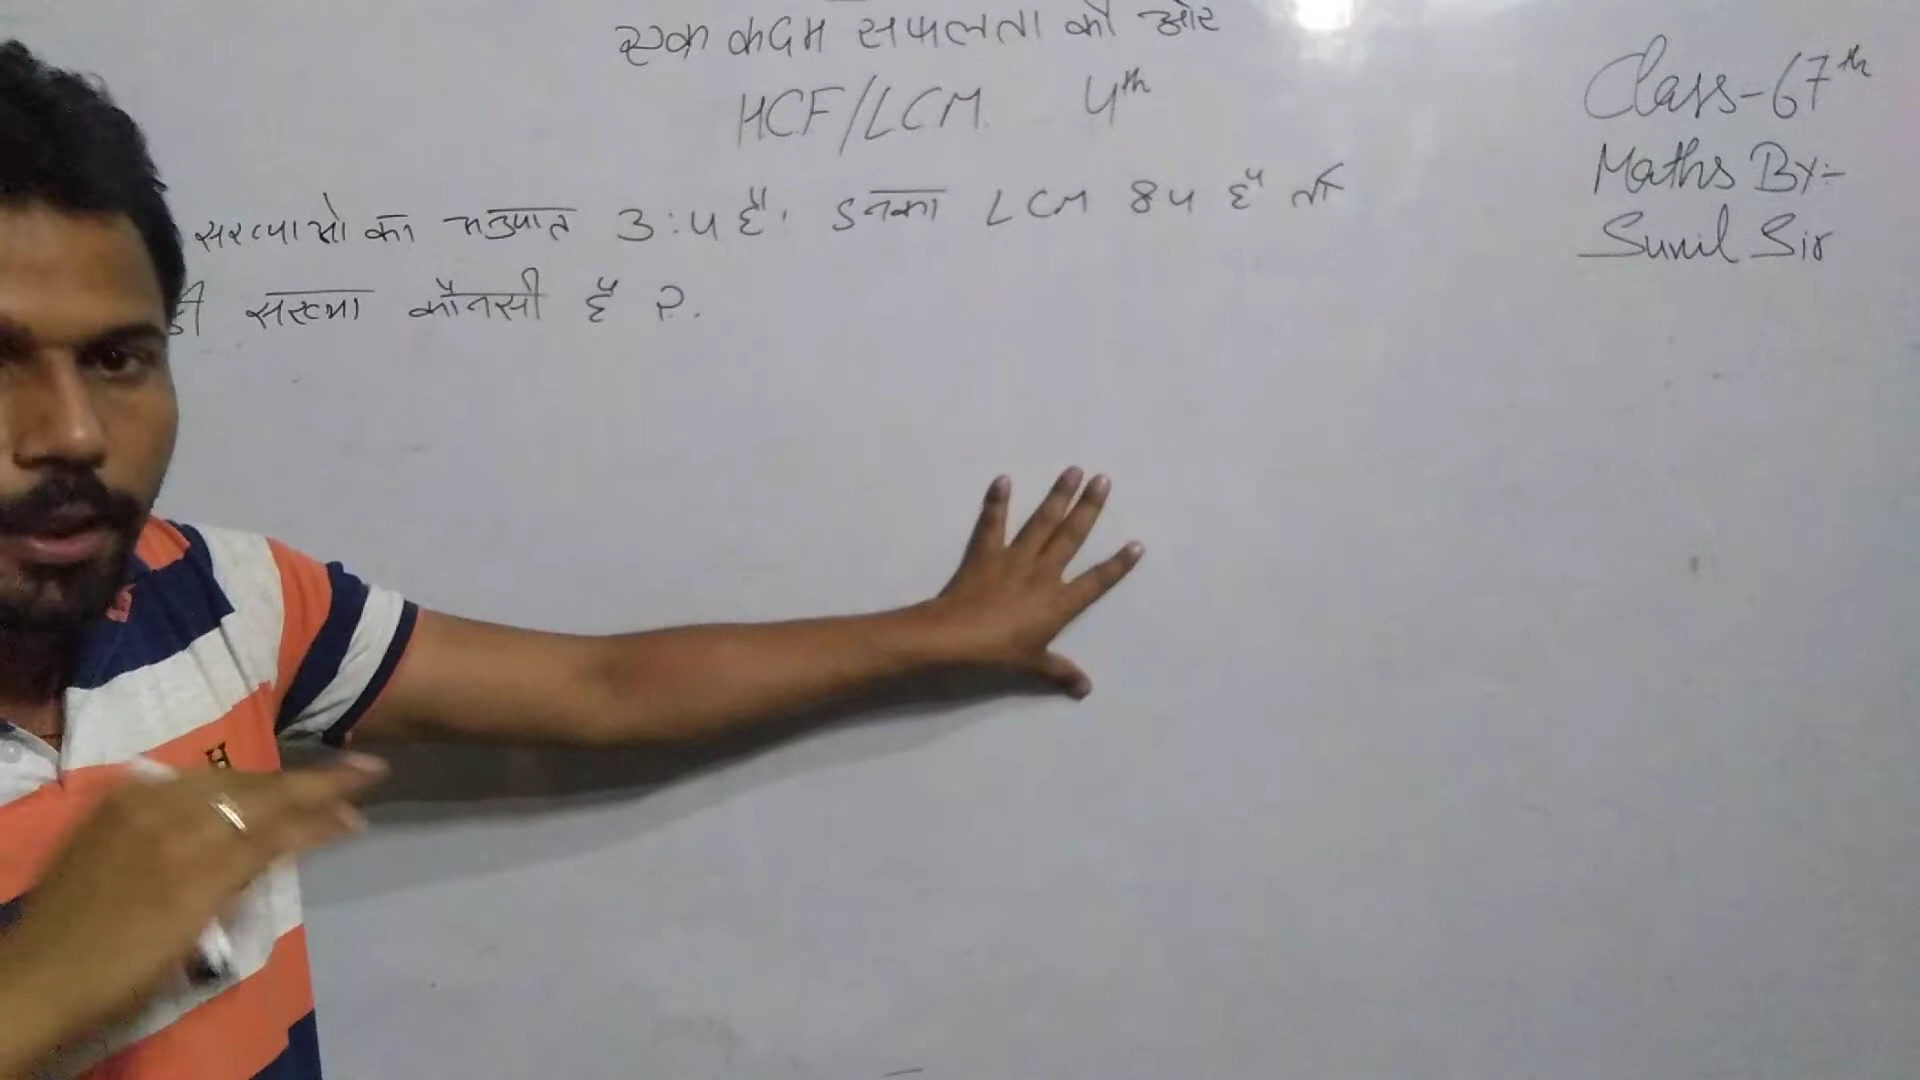 एक कदम सफलता की ओर
HCF/LCM 4th
Class-67th
Maths By:-
Sunil Sir
संख्याओ का अनुपात 3:4 है। इनका LCM 84 है तो
संख्या कौनसी है ?.
H